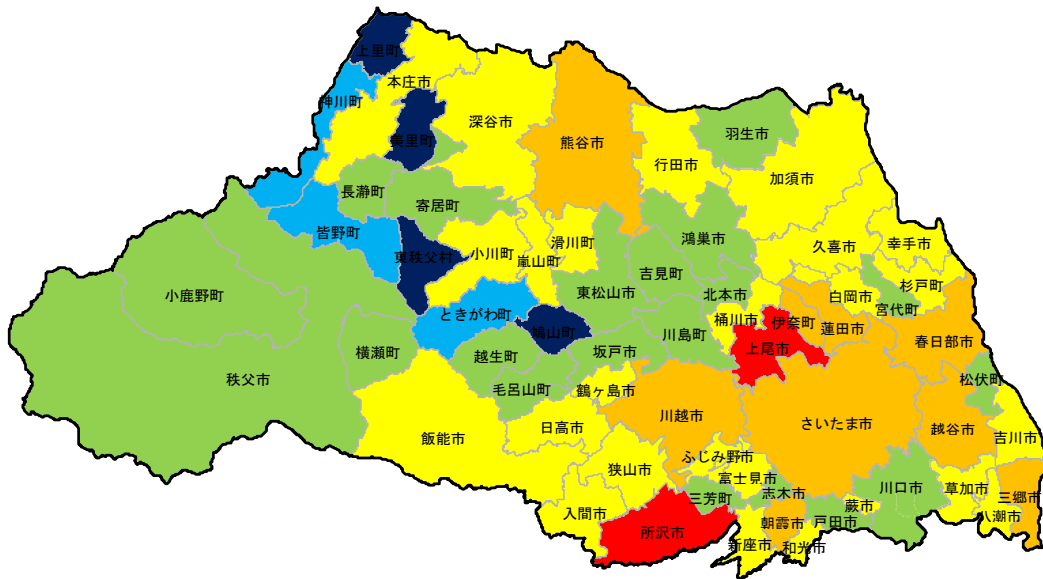 上里町
本庄市
神川町
深谷市
美里町
熊谷市
羽生市
行田市
加須市
長瀞町
寄居町
皆野町
東秩父村
小川町
嵐山町
滑川町
鴻巣市
久喜市
幸手市
吉見町
小鹿野町
東松山市
北本市
白岡市
杉戸町
宮代町
ときがわ町
鳩山町
桶川市
伊奈町
蓮田市
春日部市
横瀬町
越生町
坂戸市
川島町
上尾市
秩父市
毛呂山町
鶴ヶ島市
松伏町
川越市
さいたま市
越谷市
吉川市
飯能市
日高市
狭山市
ふじみ野市
富士見市
志木市
三芳町
川口市
草加市
三郷市
入間市
所沢市
蕨市
八潮市
朝霞市
戸田市
新座市
和光市